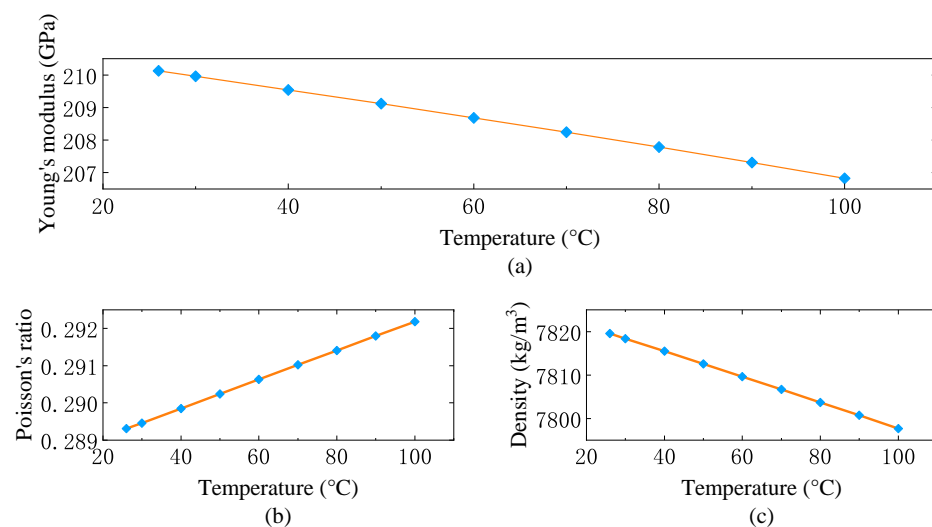 Young's modulus (GPa)
210
209
208
207
20 40 60 80 100
Temperature (°C)
(a)
Poisson's ratio
0.292
0.291
0.290
0.289
20 40 60 80 100
Temperature (°C)
(b)
Density (kg/m³)
7820
7810
7800
20 40 60 80 100
Temperature (°C)
(c)